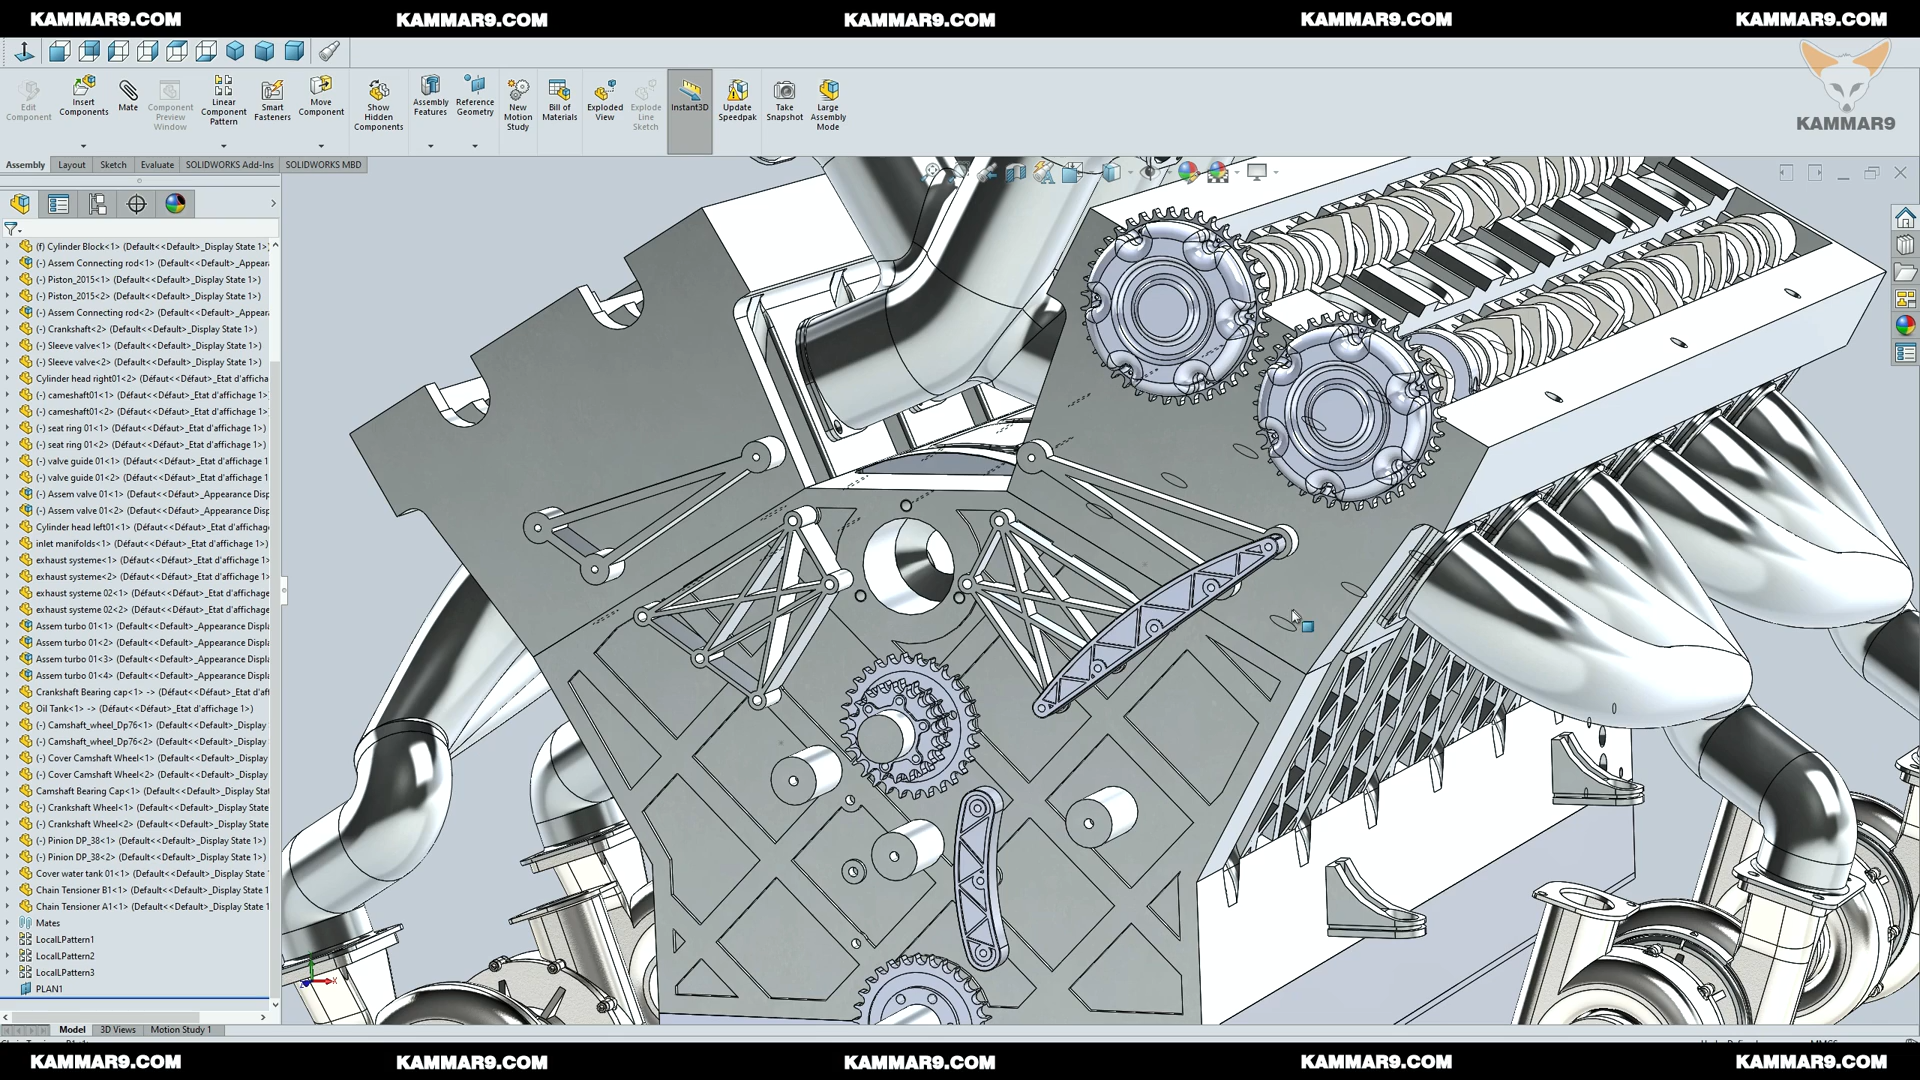 KAMMAR9.COM KAMMAR9.COM KAMMAR9.COM KAMMAR9.COM KAMMAR9.COM
KAMMAR9
Edit Component
Insert Components
Mate
Component Preview Window
Linear Component Pattern
Smart Fasteners
Move Component
Show Hidden Components
Assembly Features
Reference Geometry
New Motion Study
Bill of Materials
Exploded View
Explode Line Sketch
Instant3D
Update Speedpak
Take Snapshot
Large Assembly Mode
Assembly Layout Sketch Evaluate SOLIDWORKS Add-Ins SOLIDWORKS MBD
(f) Cylinder Block<1> (Default<<Default>_Display State 1>)
(-) Assem Connecting rod<1> (Default<<Default>_Appear
(-) Piston_2015<1> (Default<<Default>_Display State 1>)
(-) Piston_2015<2> (Default<<Default>_Display State 1>)
(-) Assem Connecting rod<2> (Default<<Default>_Appear
(-) Crankshaft<2> (Default<<Default>_Display State 1>)
(-) Sleeve valve<1> (Default<<Default>_Display State 1>)
(-) Sleeve valve<2> (Default<<Default>_Display State 1>)
Cylinder head right01<2> (Défaut<<Défaut>_Etat d'afficha
(-) cameshaft01<1> (Défaut<<Défaut>_Etat d'affichage 1>
(-) cameshaft01<2> (Défaut<<Défaut>_Etat d'affichage 1>
(-) seat ring 01<1> (Défaut<<Défaut>_Etat d'affichage 1>)
(-) seat ring 01<2> (Défaut<<Défaut>_Etat d'affichage 1>)
(-) valve guide 01<1> (Défaut<<Défaut>_Etat d'affichage 1
(-) valve guide 01<2> (Défaut<<Défaut>_Etat d'affichage 1
(-) Assem valve 01<1> (Défaut<<Défaut>_Appearance Disp
(-) Assem valve 01<2> (Default<<Default>_Appearance Disp
Cylinder head left01<1> (Défaut<<Défaut>_Etat d'affichag
inlet manifolds<1> (Défaut<<Défaut>_Etat d'affichage 1>)
exhaust systeme<1> (Défaut<<Défaut>_Etat d'affichage 1>
exhaust systeme<2> (Défaut<<Défaut>_Etat d'affichage 1>
exhaust systeme 02<1> (Défaut<<Défaut>_Etat d'affichage
exhaust systeme 02<2> (Défaut<<Défaut>_Etat d'affichage
Assem turbo 01<1> (Default<<Default>_Appearance Displa
Assem turbo 01<2> (Default<<Default>_Appearance Displa
Assem turbo 01<3> (Default<<Default>_Appearance Displa
Assem turbo 01<4> (Default<<Default>_Appearance Displa
Crankshaft Bearing cap<1> -> (Défaut<<Défaut>_Etat d'aff
Oil Tank<1> -> (Défaut<<Défaut>_Etat d'affichage 1>)
(-) Camshaft_wheel_Dp76<1> (Default<<Default>_Display
(-) Camshaft_wheel_Dp76<2> (Default<<Default>_Display
(-) Cover Camshaft Wheel<1> (Default<<Default>_Display
(-) Cover Camshaft Wheel<2> (Default<<Default>_Display
Camshaft Bearing Cap<1> (Default<<Default>_Display Stat
(-) Crankshaft Wheel<1> (Default<<Default>_Display State
(-) Crankshaft Wheel<2> (Default<<Default>_Display State
(-) Pinion DP_38<1> (Default<<Default>_Display State 1>)
(-) Pinion DP_38<2> (Default<<Default>_Display State 1>)
Cover water tank 01<1> (Default<<Default>_Display State
Chain Tensioner B1<1> (Default<<Default>_Display State 1
Chain Tensioner A1<1> (Default<<Default>_Display State 1
Mates
LocalLPattern1
LocalLPattern2
LocalLPattern3
PLAN1
Model 3D Views Motion Study 1
KAMMAR9.COM KAMMAR9.COM KAMMAR9.COM KAMMAR9.COM KAMMAR9.COM